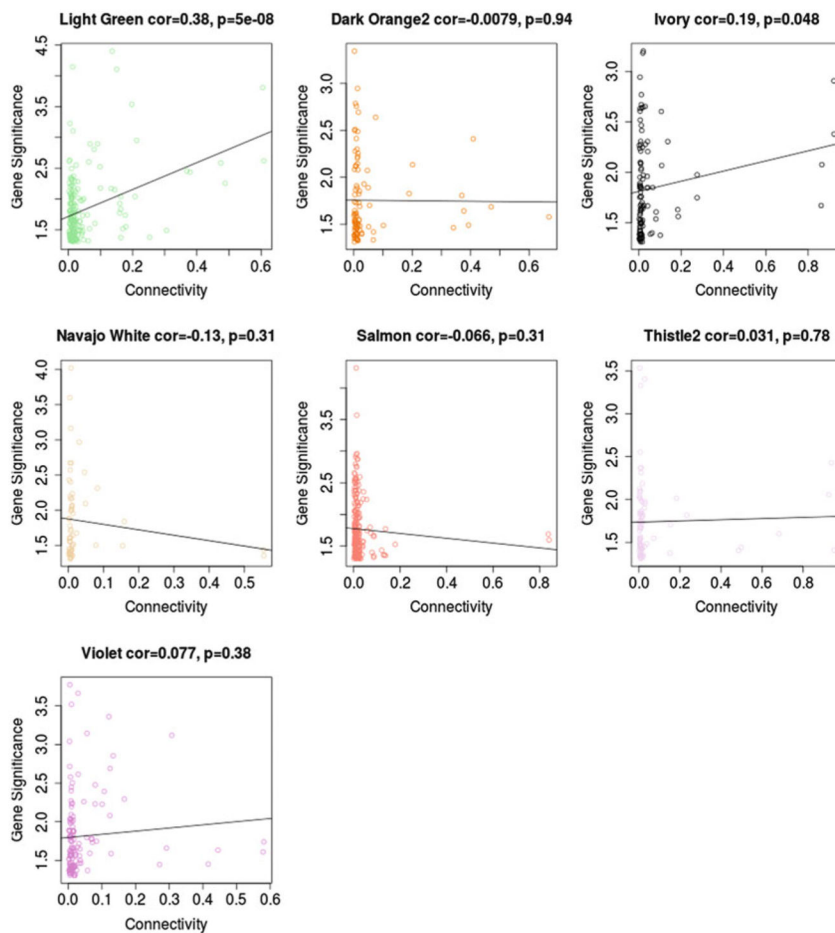 Light Green cor=0.38, p=5e-08
Dark Orange2 cor=-0.0079, p=0.94
Ivory cor=0.19, p=0.048
Gene Significance
1.5 2.5 3.5 4.5
0.0 0.2 0.4 0.6
Connectivity
Gene Significance
1.5 2.0 2.5 3.0
0.0 0.2 0.4 0.6
Connectivity
Gene Significance
1.5 2.0 2.5 3.0
0.0 0.2 0.4 0.6 0.8
Connectivity
Navajo White cor=-0.13, p=0.31
Salmon cor=-0.066, p=0.31
Thistle2 cor=0.031, p=0.78
Gene Significance
1.5 2.0 2.5 3.0 4.0
0.0 0.1 0.2 0.3 0.4 0.5
Connectivity
Gene Significance
1.5 2.5 3.5
0.0 0.2 0.4 0.6 0.8
Connectivity
Gene Significance
1.5 2.0 2.5 3.5
0.0 0.2 0.4 0.6 0.8
Connectivity
Violet cor=0.077, p=0.38
Gene Significance
1.5 2.0 2.5 3.0 3.5
0.0 0.1 0.2 0.3 0.4 0.5 0.6
Connectivity